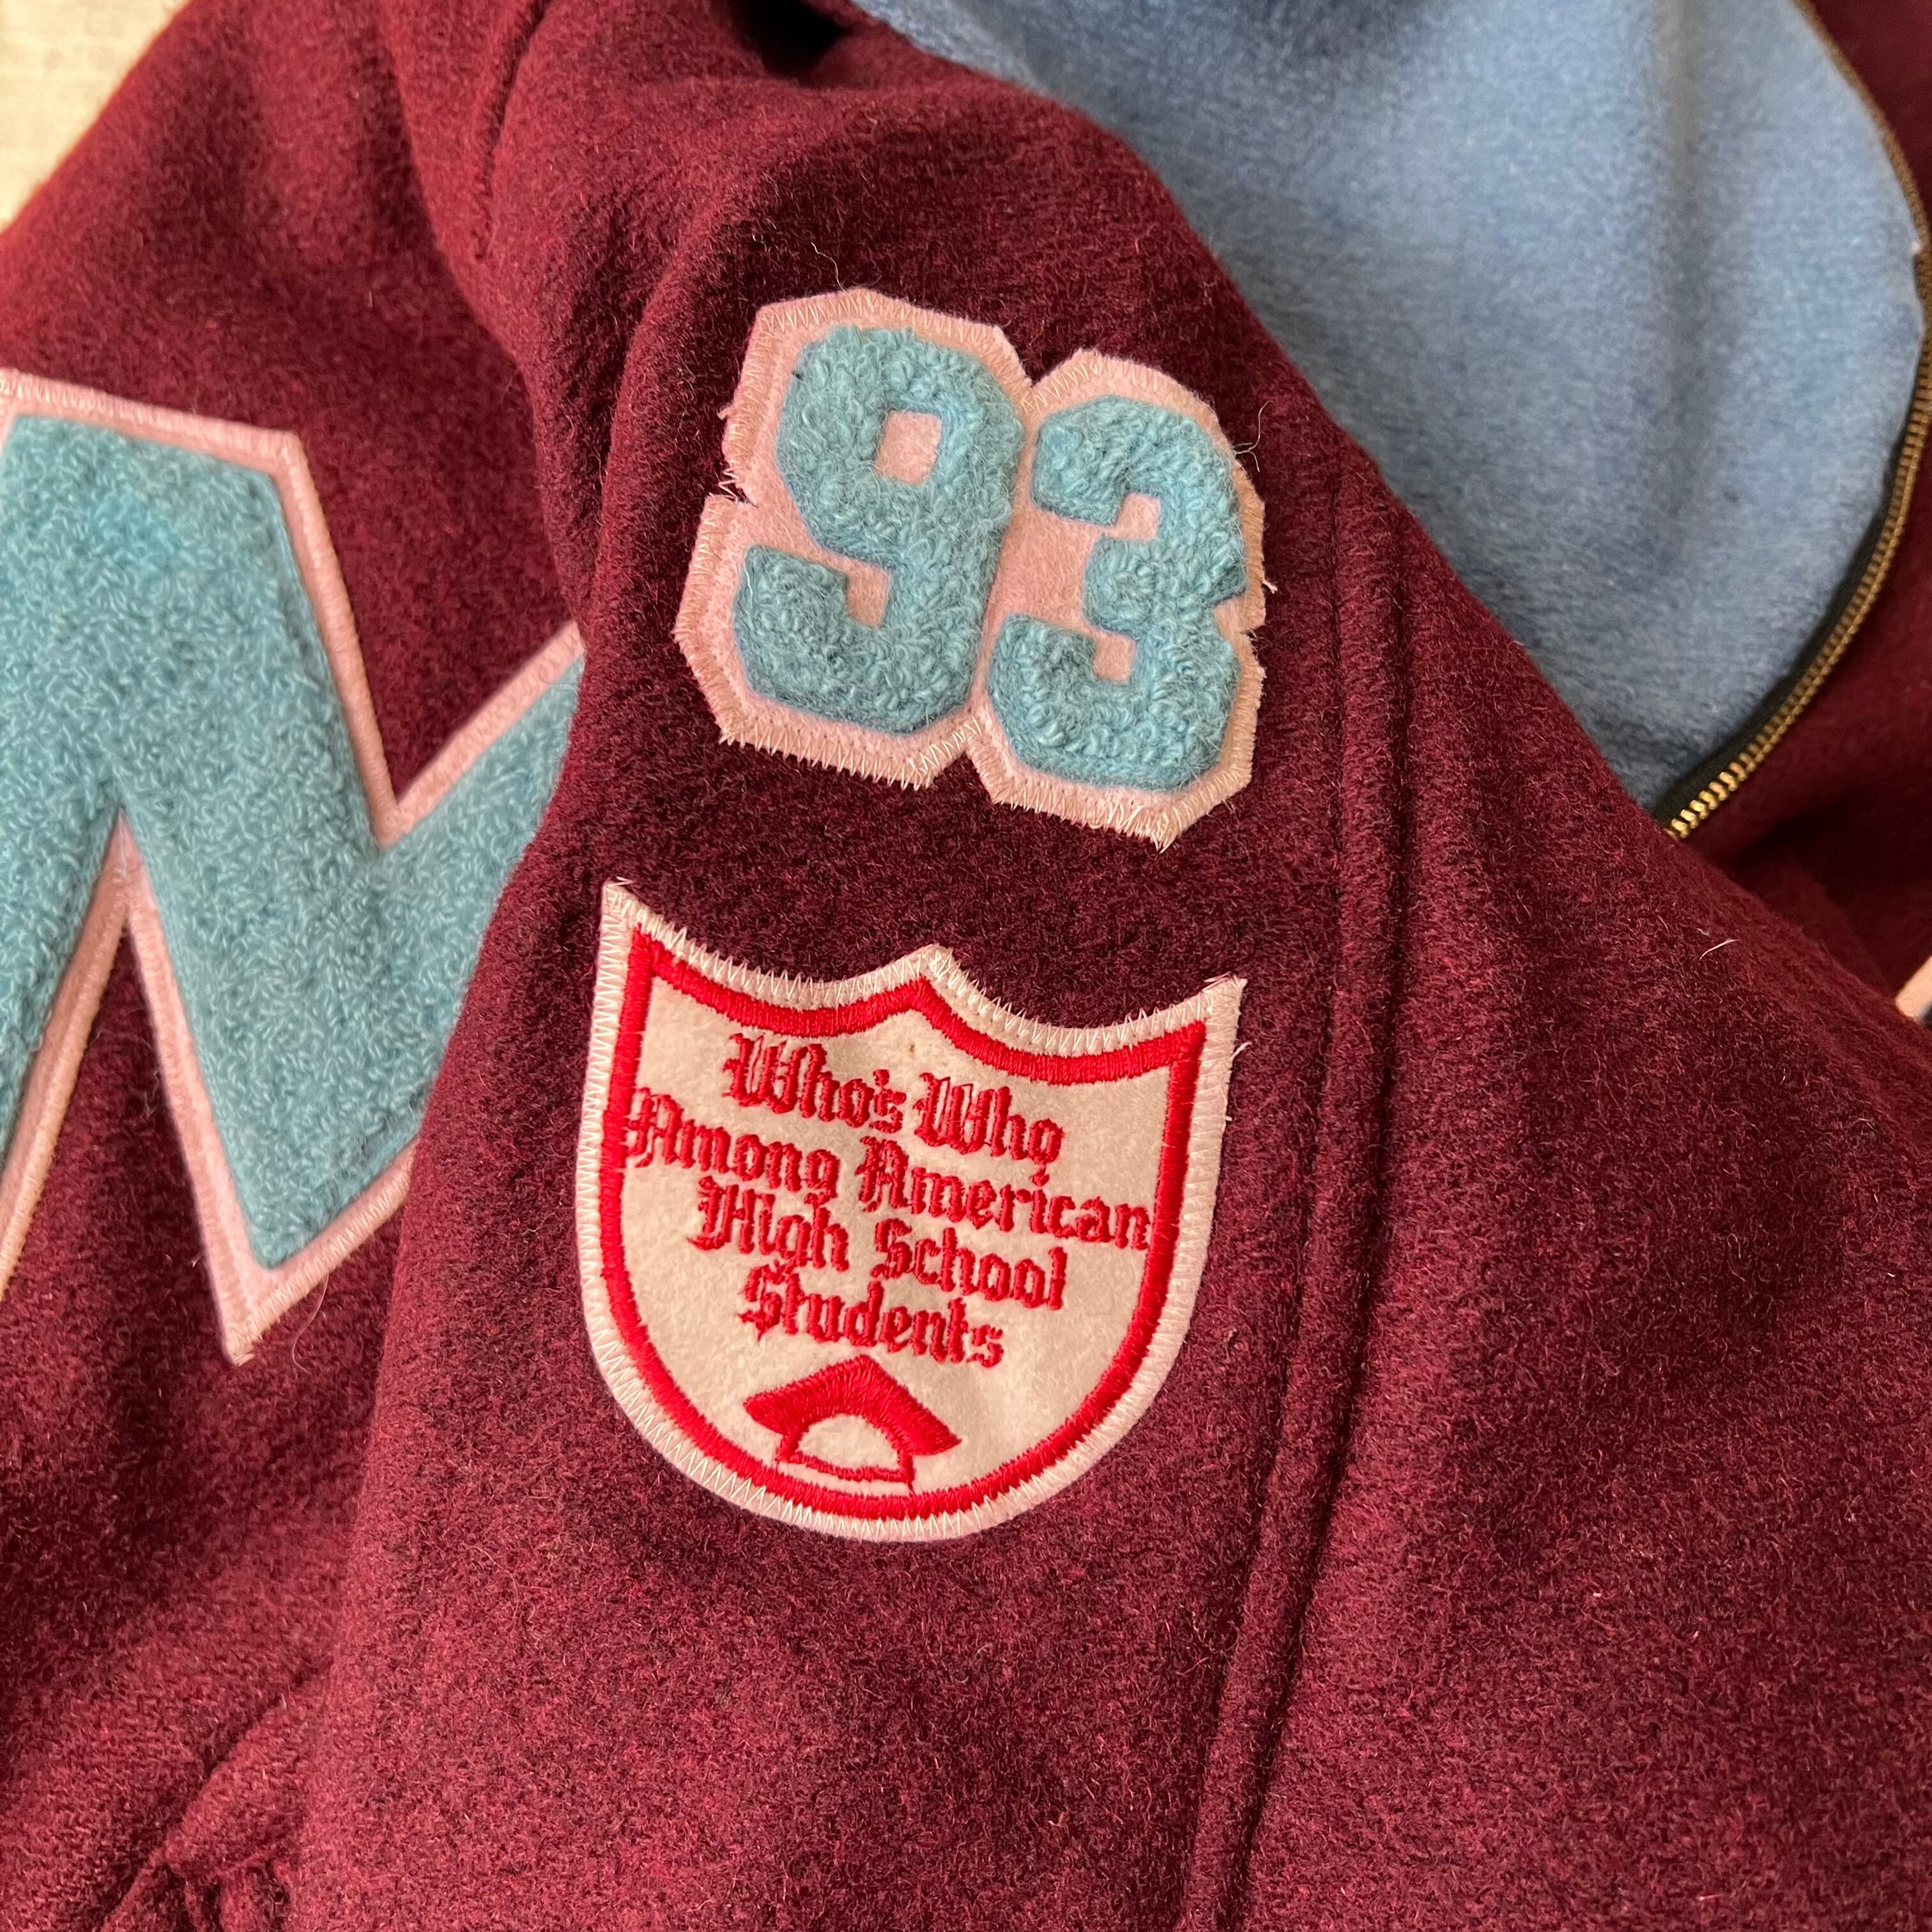 93
Who's Who
Among American
High School
Students